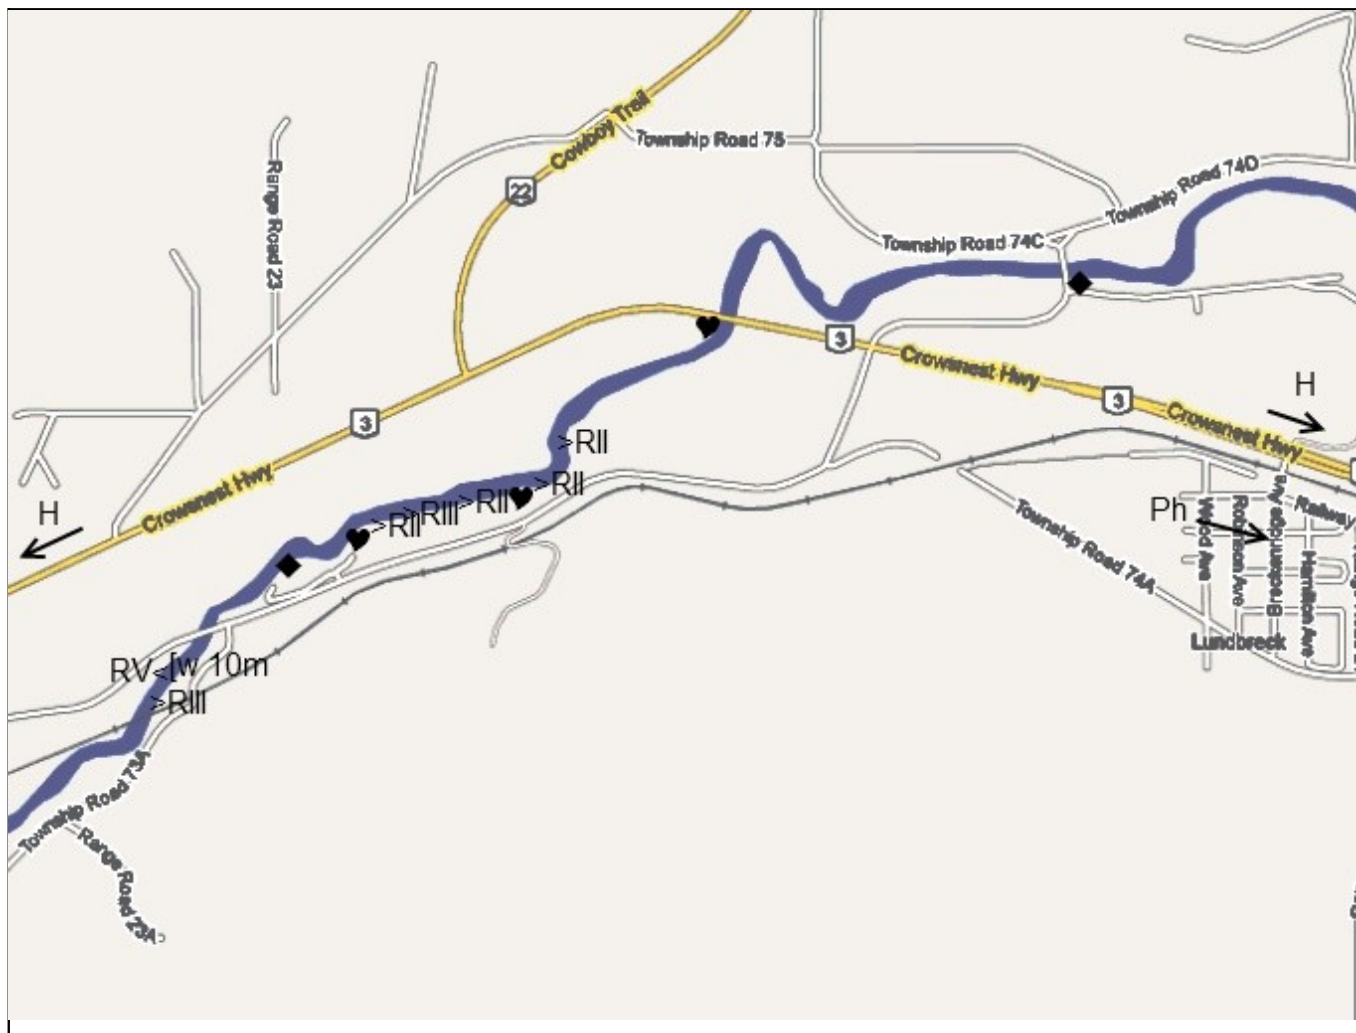 Cowboy Trail
Township Road 75
22
Range Road 23
Township Road 74D
Township Road 74C
3
Crowsnest Hwy
3
H
3
Crowsnest Hwy
>RII
>RII
>RII
>RIII
>RII
Crowsnest Hwy
H
Ph
Wood Ave
Robinson Ave
Breckenridge Ave
Hamilton Ave
Railway
Township Road 74A
Lundbreck
RV<[w 10m
>RIII
Township Road 73A
Range Road 23A